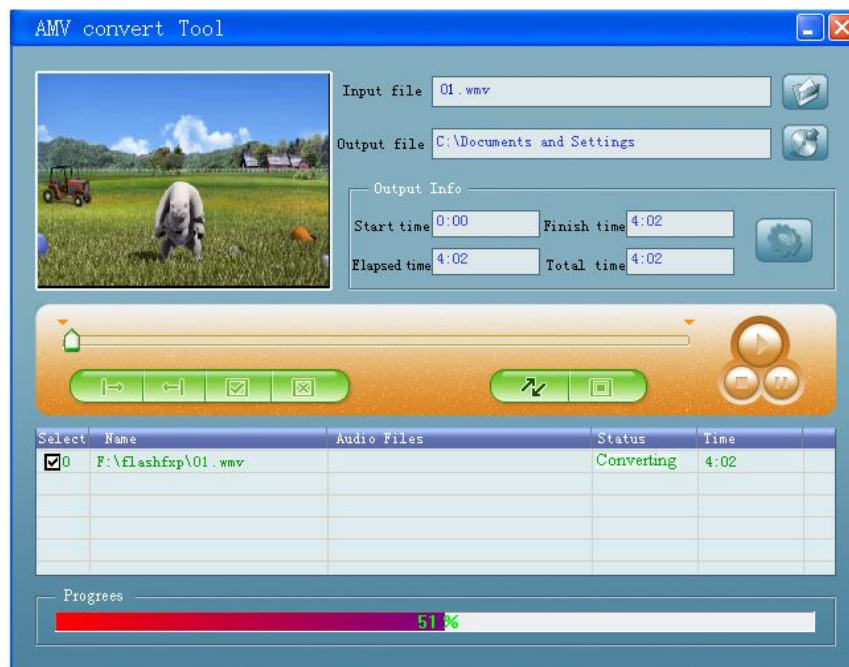 AMV convert Tool
Input file 01.wmv
Output file C:\Documents and Settings
Output Info
Start time 0:00 Finish time 4:02
Elapsed time 4:02 Total time 4:02
Select Name Audio Files Status Time
0 F:\flashfxp\01.wmv Converting 4:02
Progrees
51 %